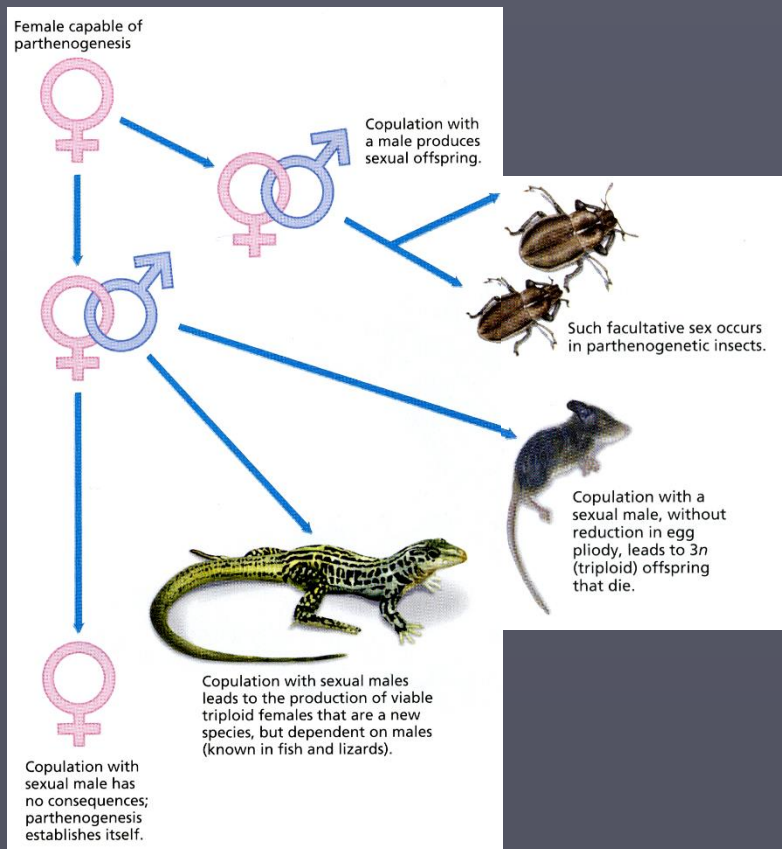 Female capable of
parthenogenesis
Copulation with
a male produces
sexual offspring.
Such facultative sex occurs
in parthenogenetic insects.
Copulation with a
sexual male, without
reduction in egg
pliody, leads to 3n
(triploid) offspring
that die.
Copulation with sexual males
leads to the production of viable
triploid females that are a new
species, but dependent on males
(known in fish and lizards).
Copulation with
sexual male has
no consequences;
parthenogenesis
establishes itself.